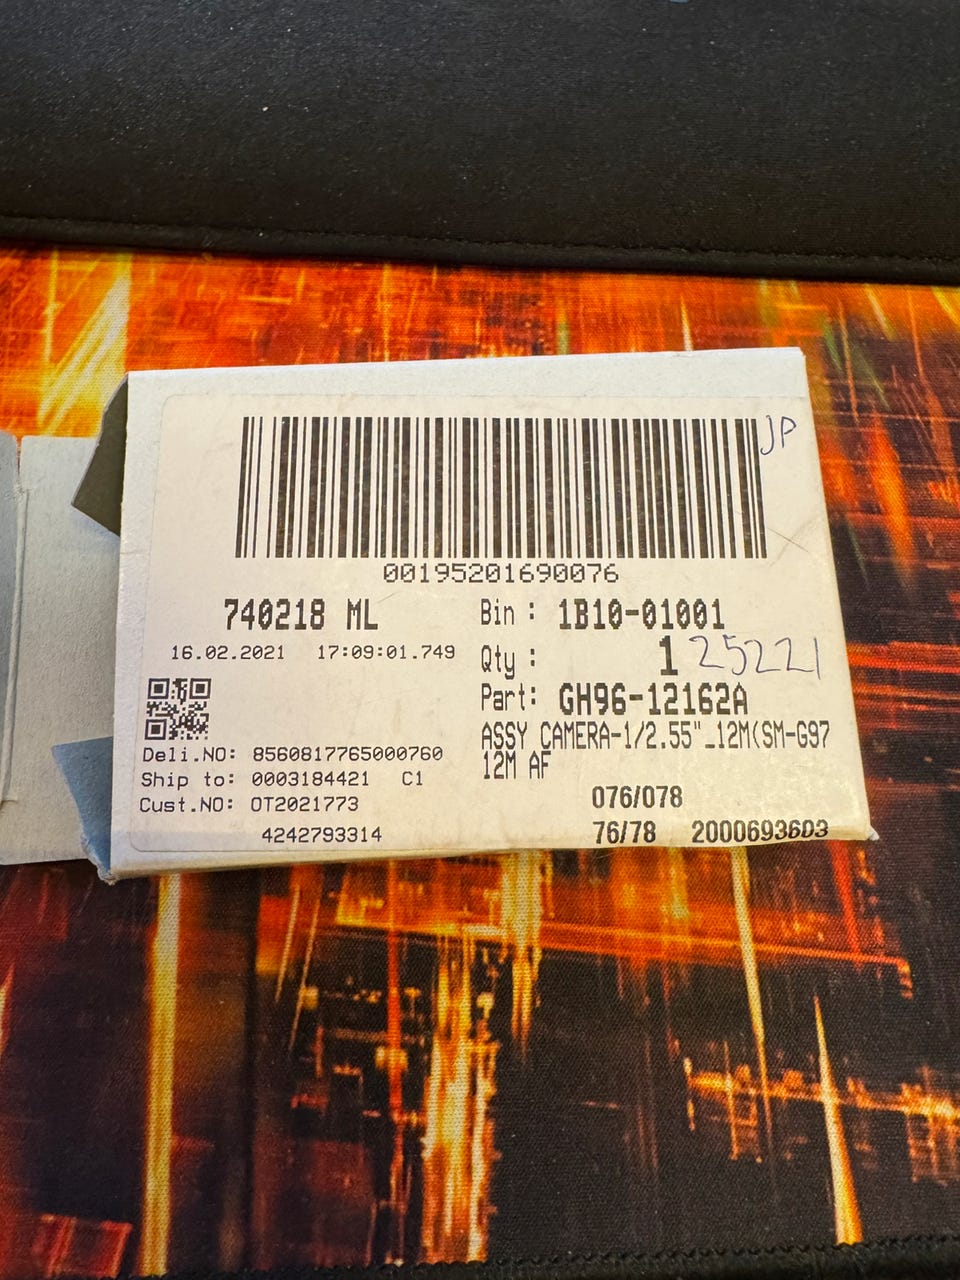 JP
00195201690076
740218 ML
Bin : 1B10-01001
16.02.2021 17:09:01.749
Qty : 1 25221
Part: GH96-12162A
ASSY CAMERA-1/2.55"_12M(SM-G97
12M AF
Deli.NO: 8560817765000760
Ship to: 0003184421 C1
Cust.NO: OT2021773
076/078
4242793314
76/78 2000693603